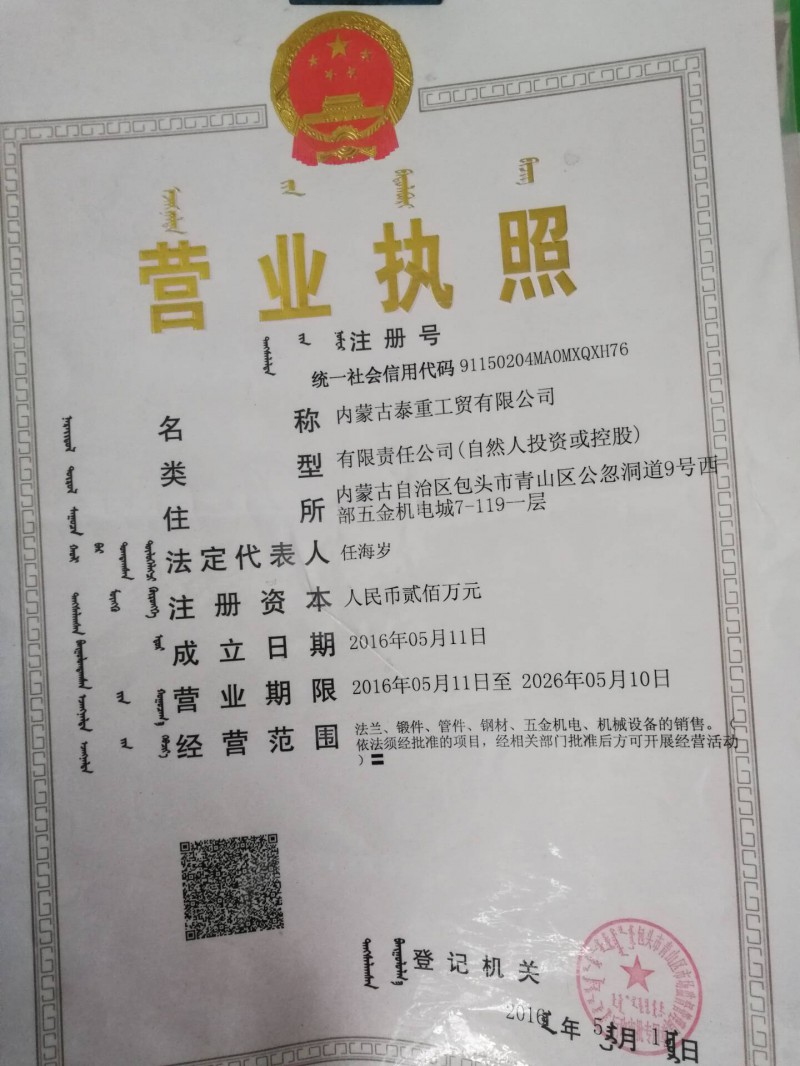 营业执照
注册号
统一社会信用代码 91150204MA0MXQXH76
名称 内蒙古泰重工贸有限公司
类型 有限责任公司(自然人投资或控股)
住所 内蒙古自治区包头市青山区公忽洞道9号西
部五金机电城7-119一层
法定代表人 任海岁
注册资本 人民币贰佰万元
成立日期 2016年05月11日
营业期限 2016年05月11日至 2026年05月10日
经营范围 法兰、锻件、管件、钢材、五金机电、机械设备的销售。（
依法须经批准的项目，经相关部门批准后方可开展经营活动
）〓
登记机关
2016年 5月 日